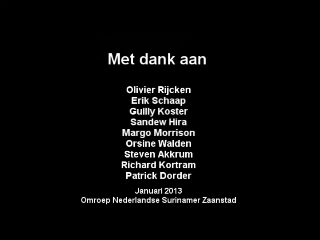 Met dank aan
Olivier Rijcken
Erik Schaap
Guilly Koster
Sandew Hira
Margo Morrison
Orsine Walden
Steven Akkrum
Richard Kortram
Patrick Dorder
Januari 2013
Omroep Nederlandse Surinamer Zaanstad